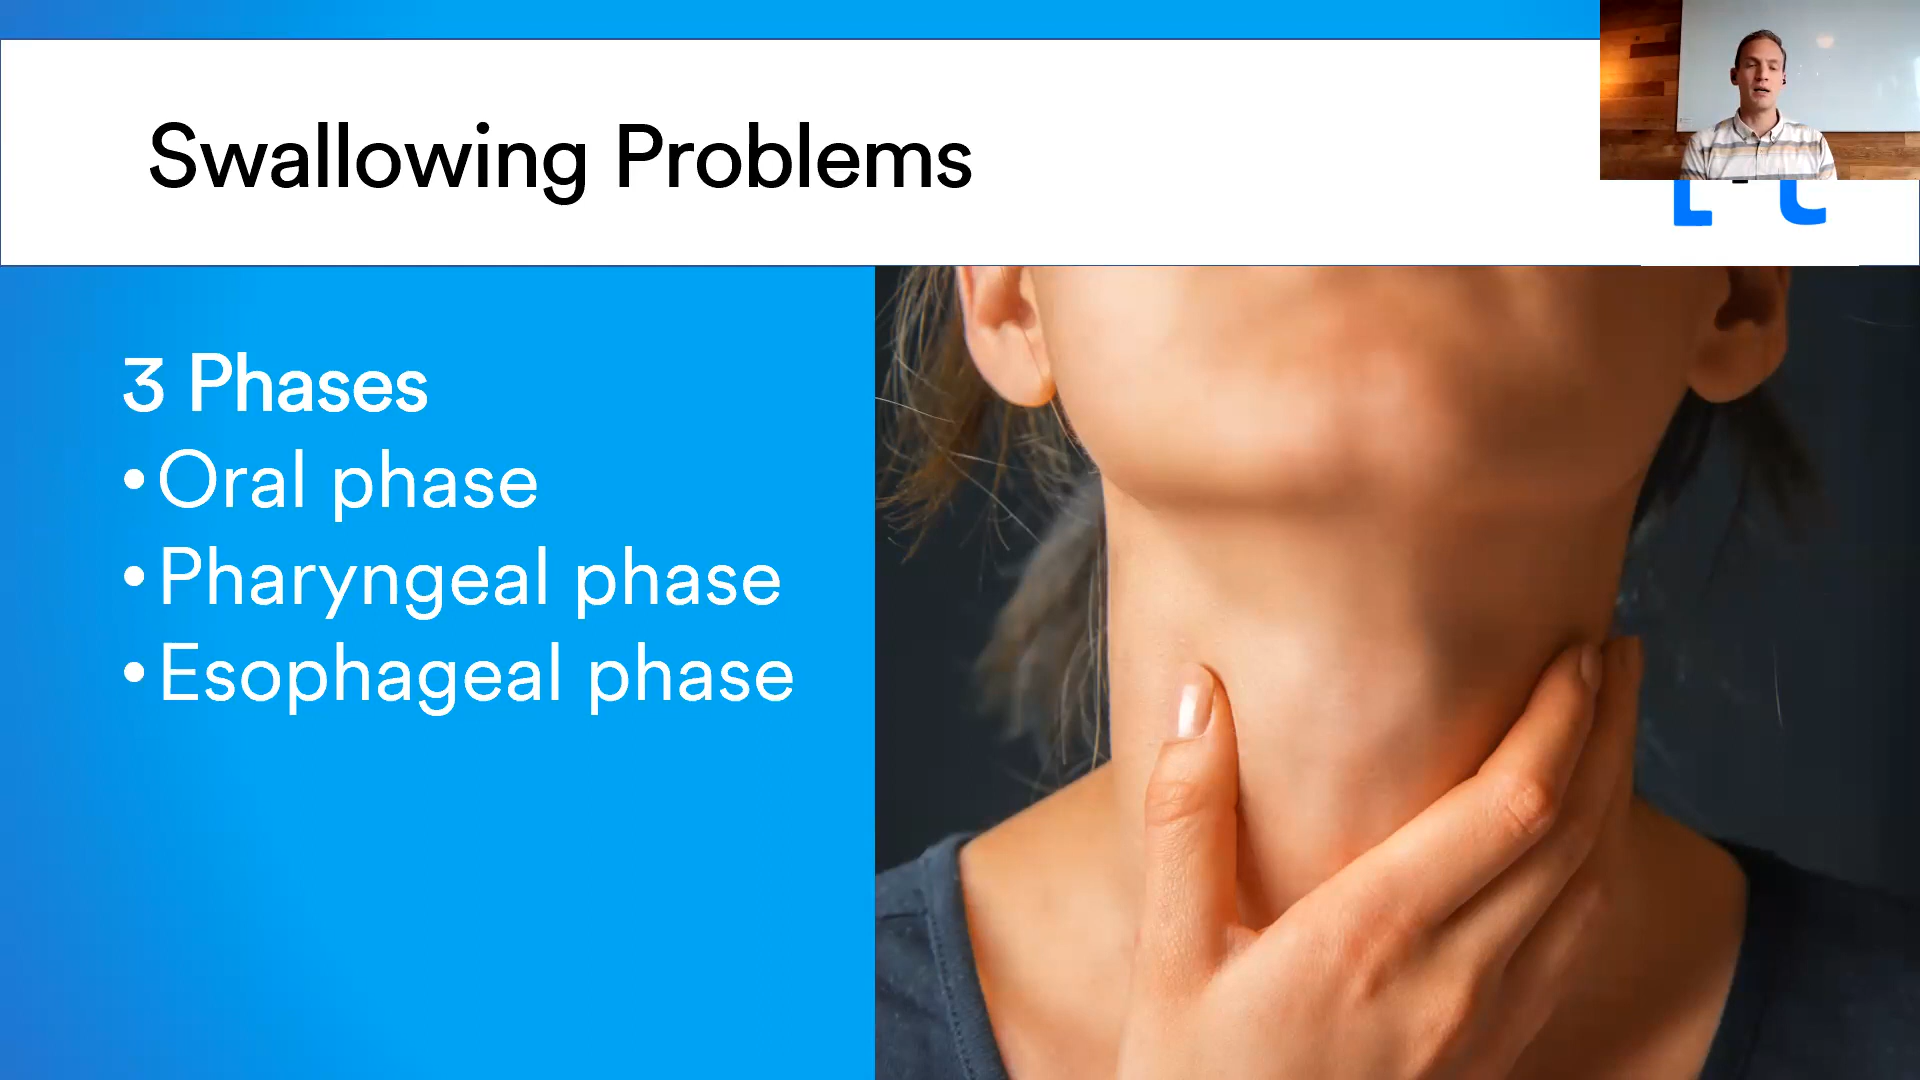 Swallowing Problems
3 Phases
•Oral phase
•Pharyngeal phase
•Esophageal phase